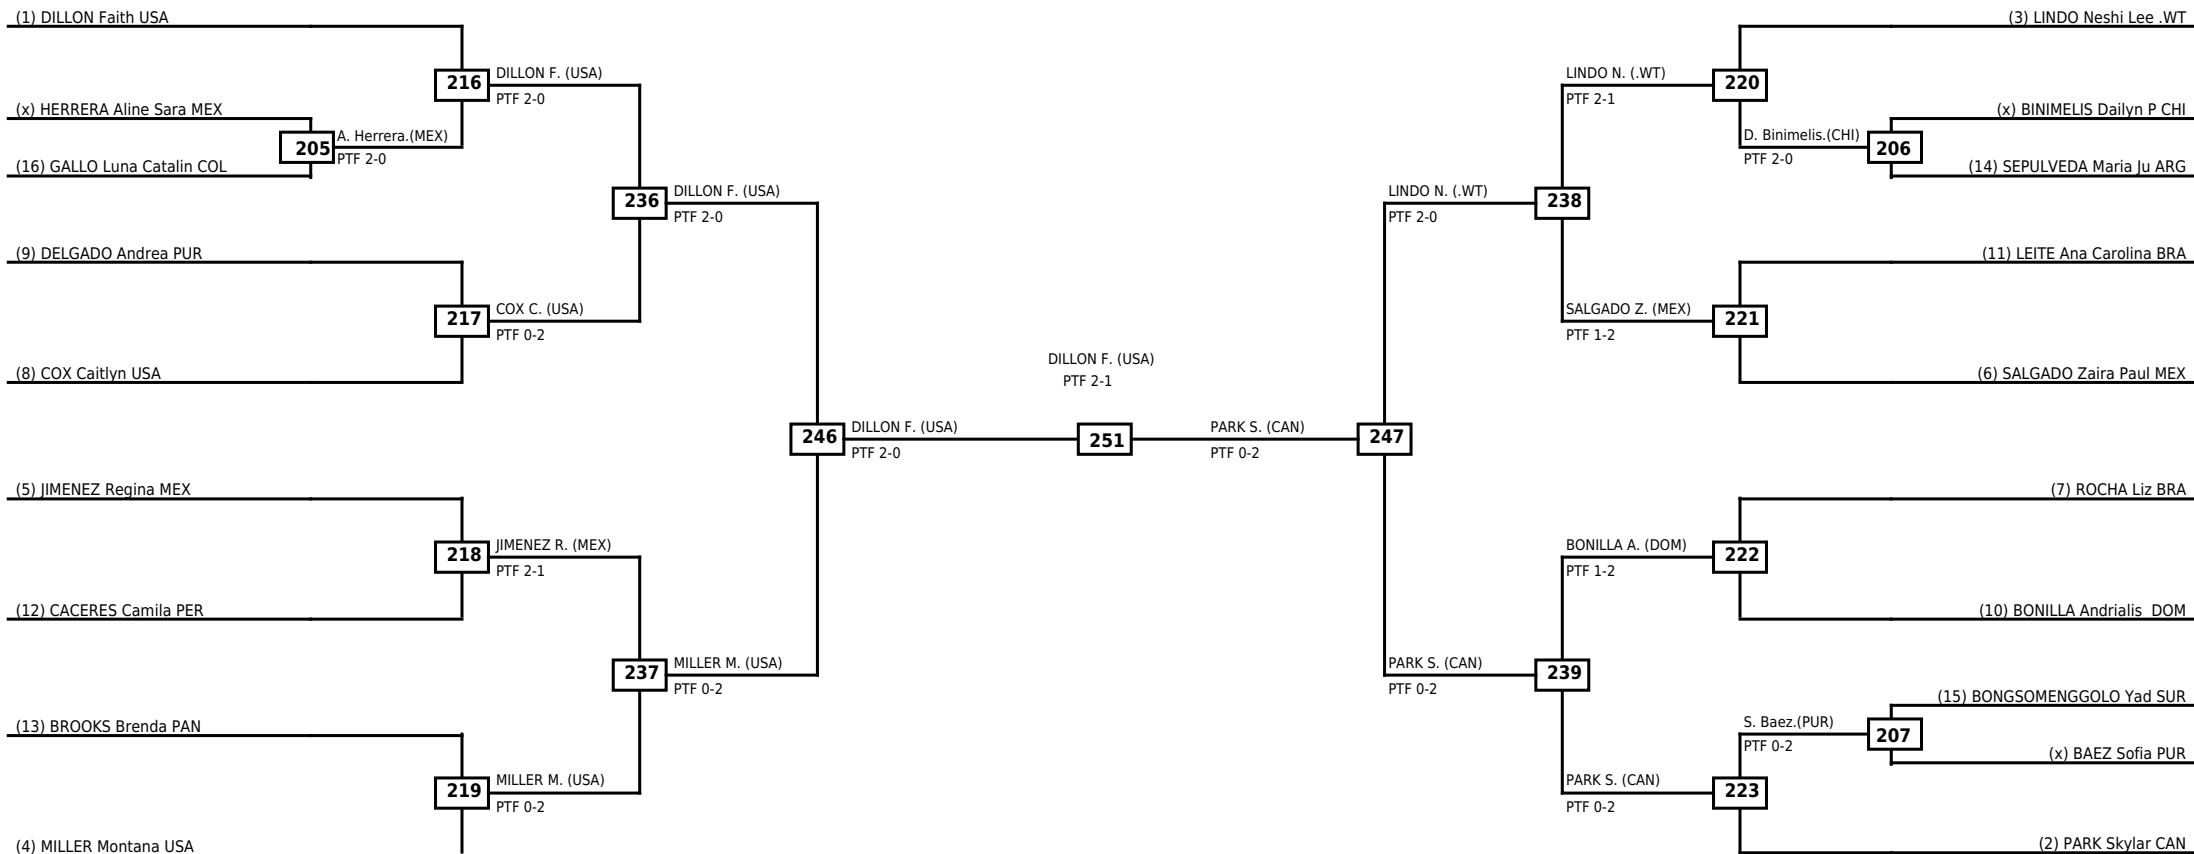 (1) DILLON Faith USA
(3) LINDO Neshi Lee .WT
216
DILLON F. (USA)
PTF 2-0
LINDO N. (.WT)
PTF 2-1
220
(x) HERRERA Aline Sara MEX
(x) BINIMELIS Dailyn P CHI
205
A. Herrera.(MEX)
PTF 2-0
D. Binimelis.(CHI)
PTF 2-0
206
(16) GALLO Luna Catalin COL
(14) SEPULVEDA Maria Ju ARG
236
DILLON F. (USA)
PTF 2-0
LINDO N. (.WT)
PTF 2-0
238
(9) DELGADO Andrea PUR
(11) LEITE Ana Carolina BRA
217
COX C. (USA)
PTF 0-2
SALGADO Z. (MEX)
PTF 1-2
221
DILLON F. (USA)
PTF 2-1
(8) COX Caitlyn USA
(6) SALGADO Zaira Paul MEX
246
DILLON F. (USA)
PTF 2-0
251
PARK S. (CAN)
PTF 0-2
247
(5) JIMENEZ Regina MEX
(7) ROCHA Liz BRA
218
JIMENEZ R. (MEX)
PTF 2-1
BONILLA A. (DOM)
PTF 1-2
222
(12) CACERES Camila PER
(10) BONILLA Andrialis  DOM
237
MILLER M. (USA)
PTF 0-2
PARK S. (CAN)
PTF 0-2
239
(13) BROOKS Brenda PAN
(15) BONGSOMENGGOLO Yad SUR
S. Baez.(PUR)
PTF 0-2
207
(x) BAEZ Sofia PUR
219
MILLER M. (USA)
PTF 0-2
PARK S. (CAN)
PTF 0-2
223
(4) MILLER Montana USA
(2) PARK Skylar CAN